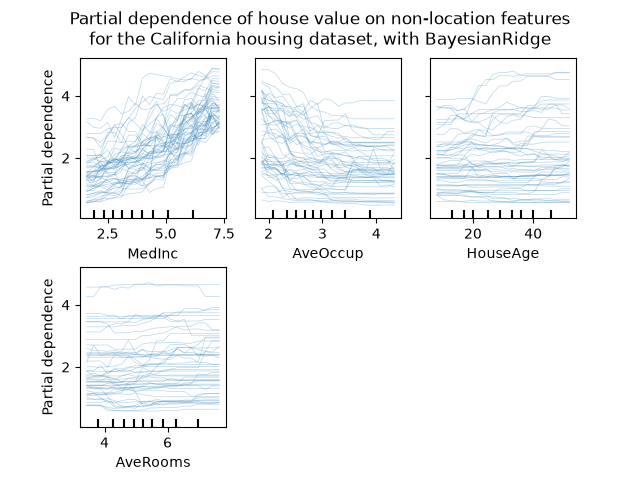 Partial dependence of house value on non-location features
for the California housing dataset, with BayesianRidge
Partial dependence
4
2
2.5 5.0 7.5
MedInc
2 3 4
AveOccup
20 40
HouseAge
Partial dependence
4
2
4 6
AveRooms